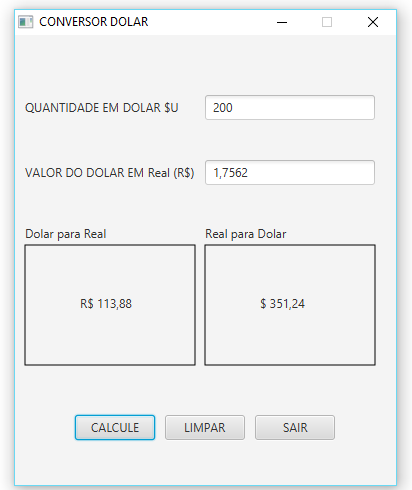 CONVERSOR DOLAR
QUANTIDADE EM DOLAR $U 200
VALOR DO DOLAR EM Real (R$) 1,7562
Dolar para Real Real para Dolar
R$ 113,88 $ 351,24
CALCULE LIMPAR SAIR